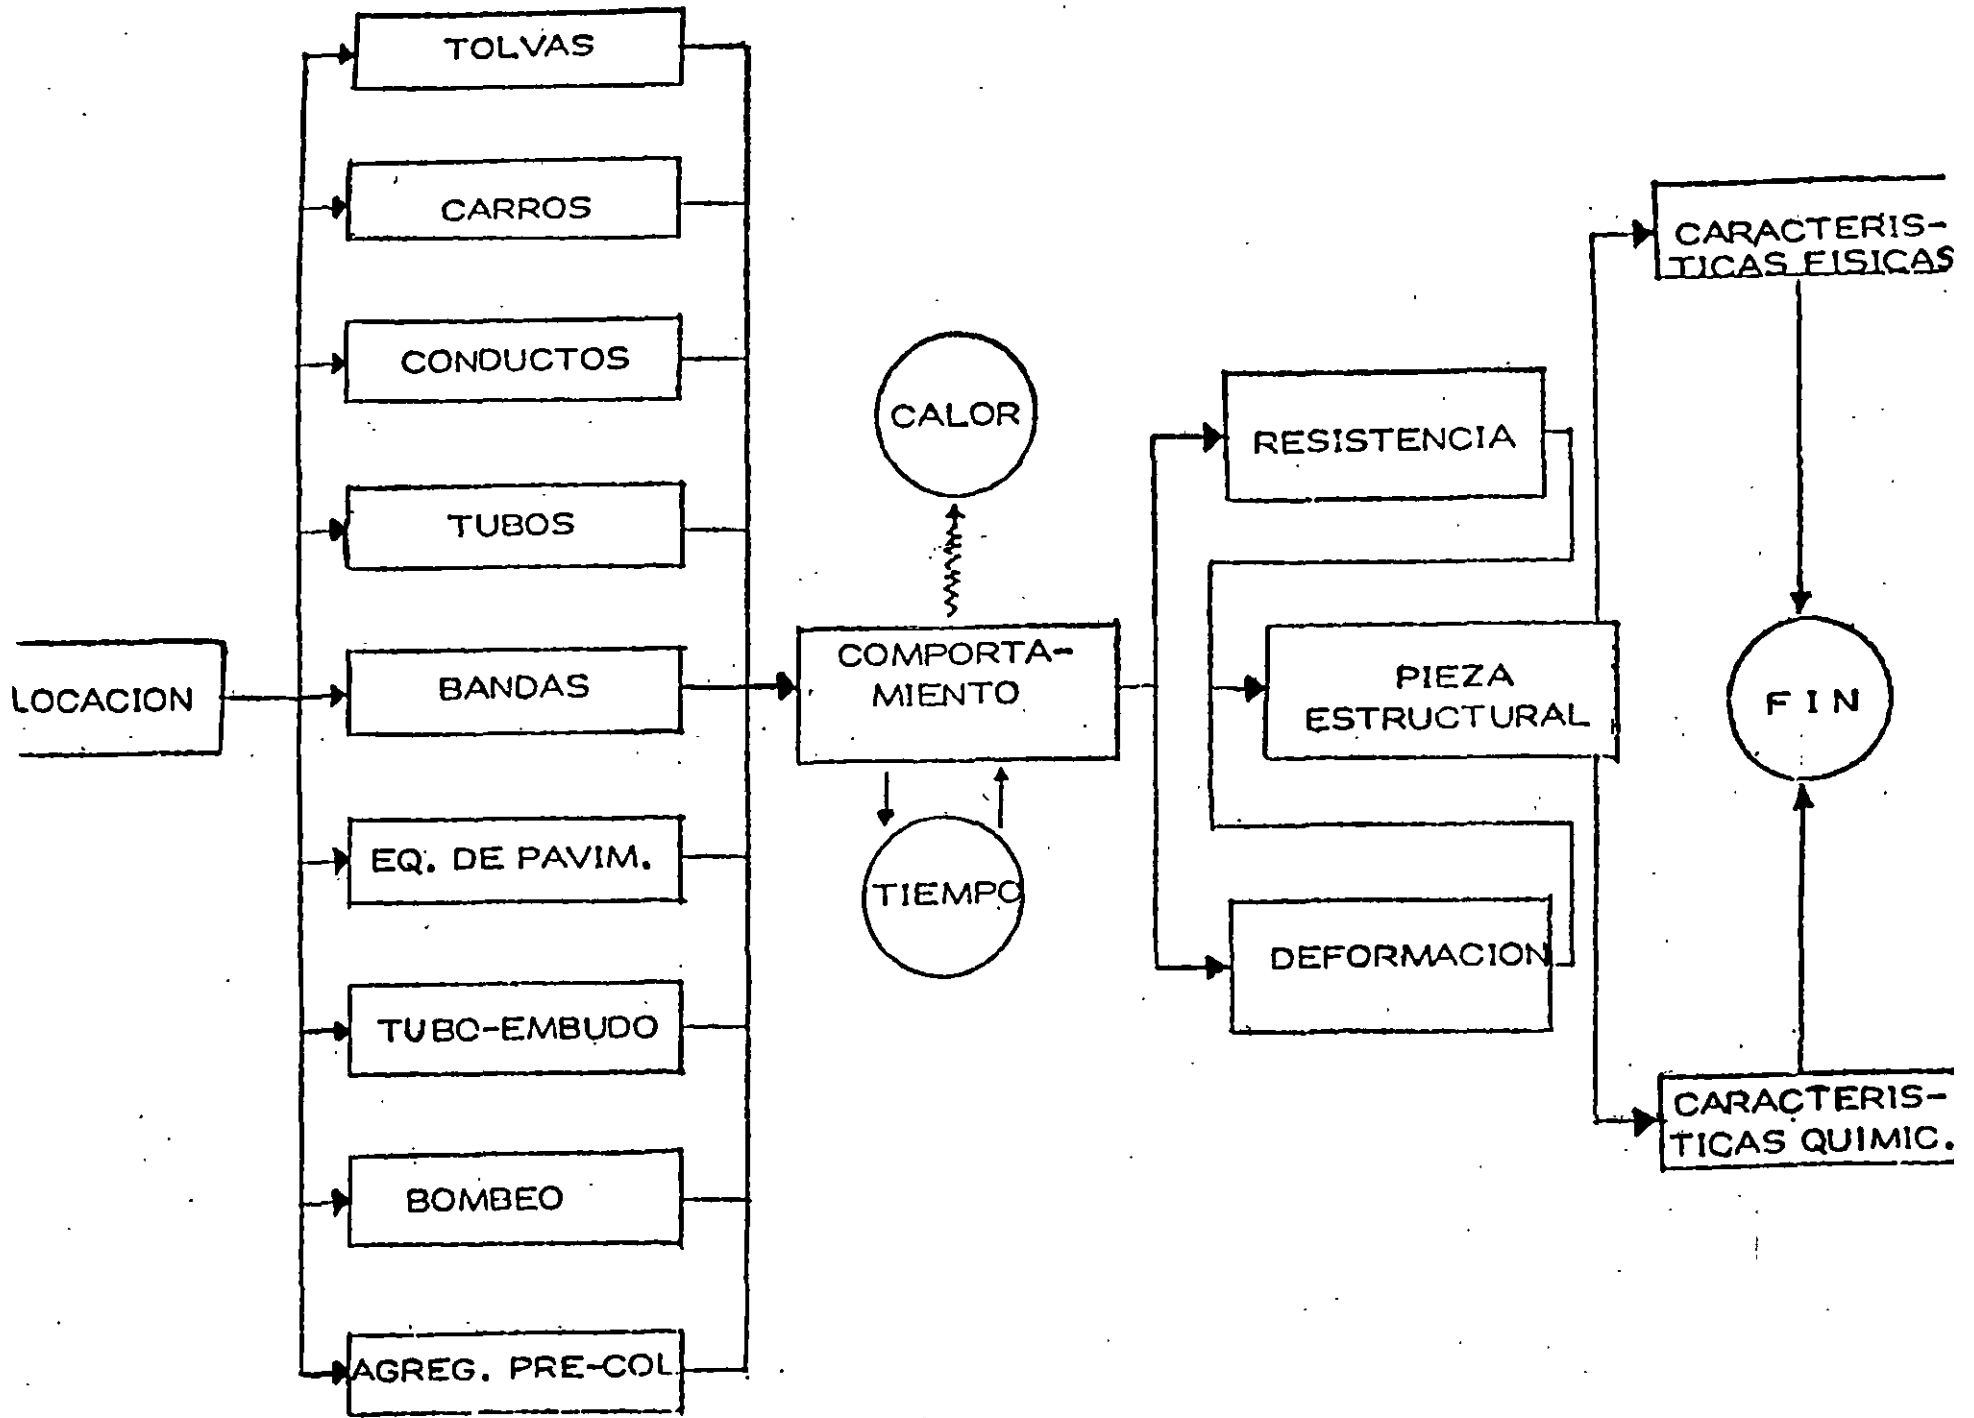 TOLVAS
CARROS
CONDUCTOS
TUBOS
LOCACION
BANDAS
EQ. DE PAVIM.
TUBO-EMBUDO
BOMBEO
AGREG. PRE-COL
CALOR
COMPORTA-
MIENTO
TIEMPO
RESISTENCIA
PIEZA
ESTRUCTURAL
DEFORMACION
CARACTERIS-
TICAS FISICAS
FIN
CARACTERIS-
TICAS QUIMIC.